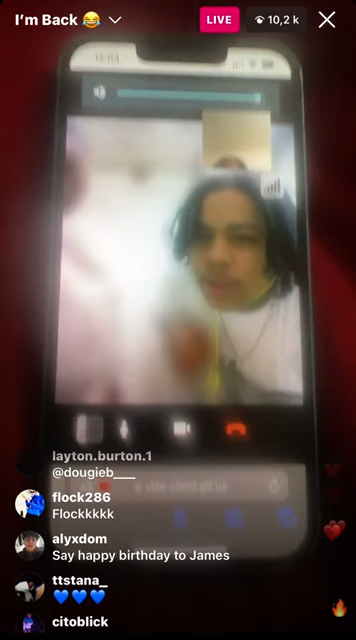 I'm Back 😂
LIVE
10,2 k
layton.burton.1
@dougieb___
flock286
Flockkkkk
alyxdom
Say happy birthday to James
ttstana_
💙💙💙
citoblick